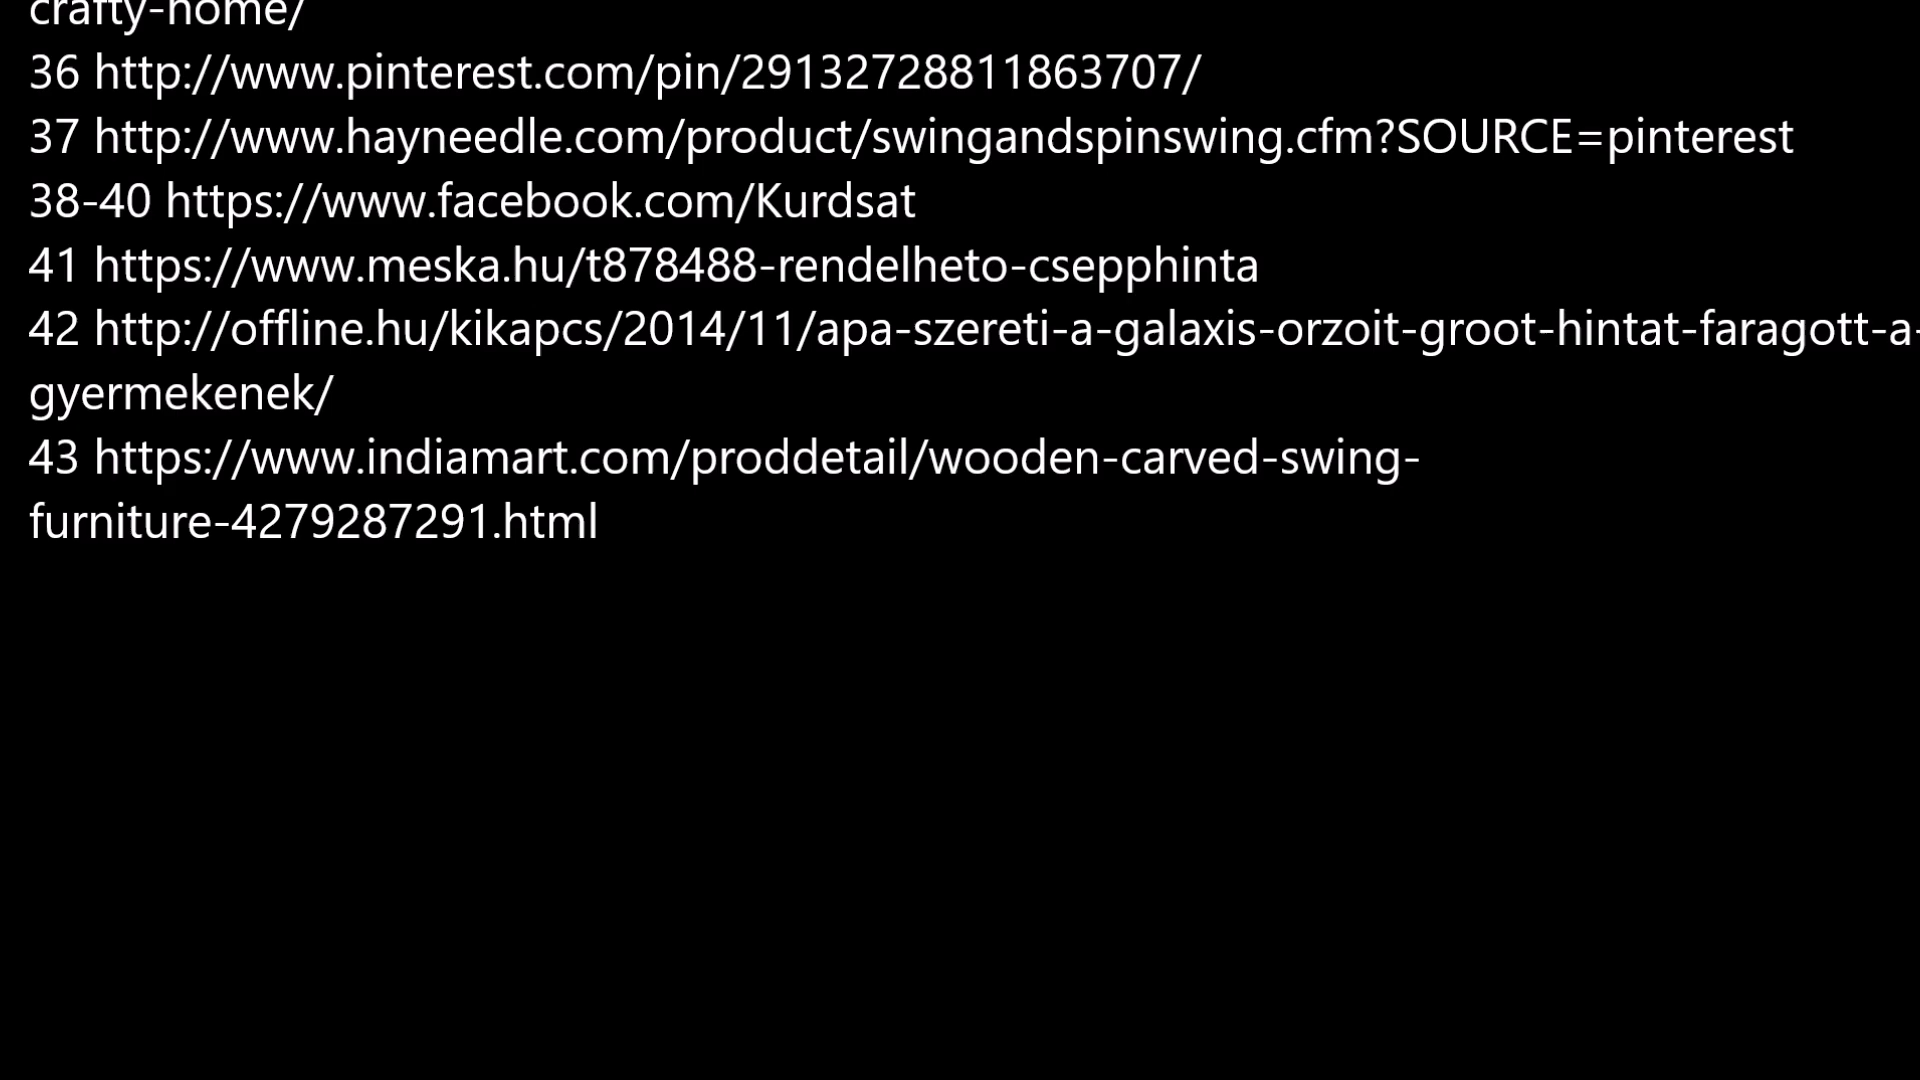 crafty-home/
36 http://www.pinterest.com/pin/29132728811863707/
37 http://www.hayneedle.com/product/swingandspinswing.cfm?SOURCE=pinterest
38-40 https://www.facebook.com/Kurdsat
41 https://www.meska.hu/t878488-rendelheto-csepphinta
42 http://offline.hu/kikapcs/2014/11/apa-szereti-a-galaxis-orzoit-groot-hintat-faragott-a-
gyermekenek/
43 https://www.indiamart.com/proddetail/wooden-carved-swing-
furniture-4279287291.html